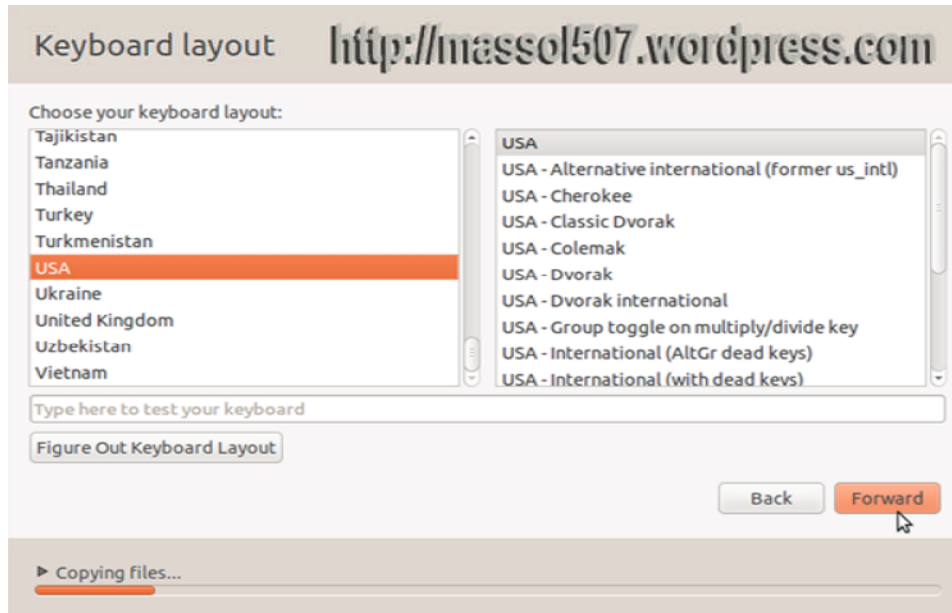 Keyboard layout
http://massol507.wordpress.com
Choose your keyboard layout:
Tajikistan
Tanzania
Thailand
Turkey
Turkmenistan
USA
Ukraine
United Kingdom
Uzbekistan
Vietnam
USA
USA - Alternative international (former us_intl)
USA - Cherokee
USA - Classic Dvorak
USA - Colemak
USA - Dvorak
USA - Dvorak international
USA - Group toggle on multiply/divide key
USA - International (AltGr dead keys)
USA - International (with dead keys)
Type here to test your keyboard
Figure Out Keyboard Layout
Back
Forward
Copying files...